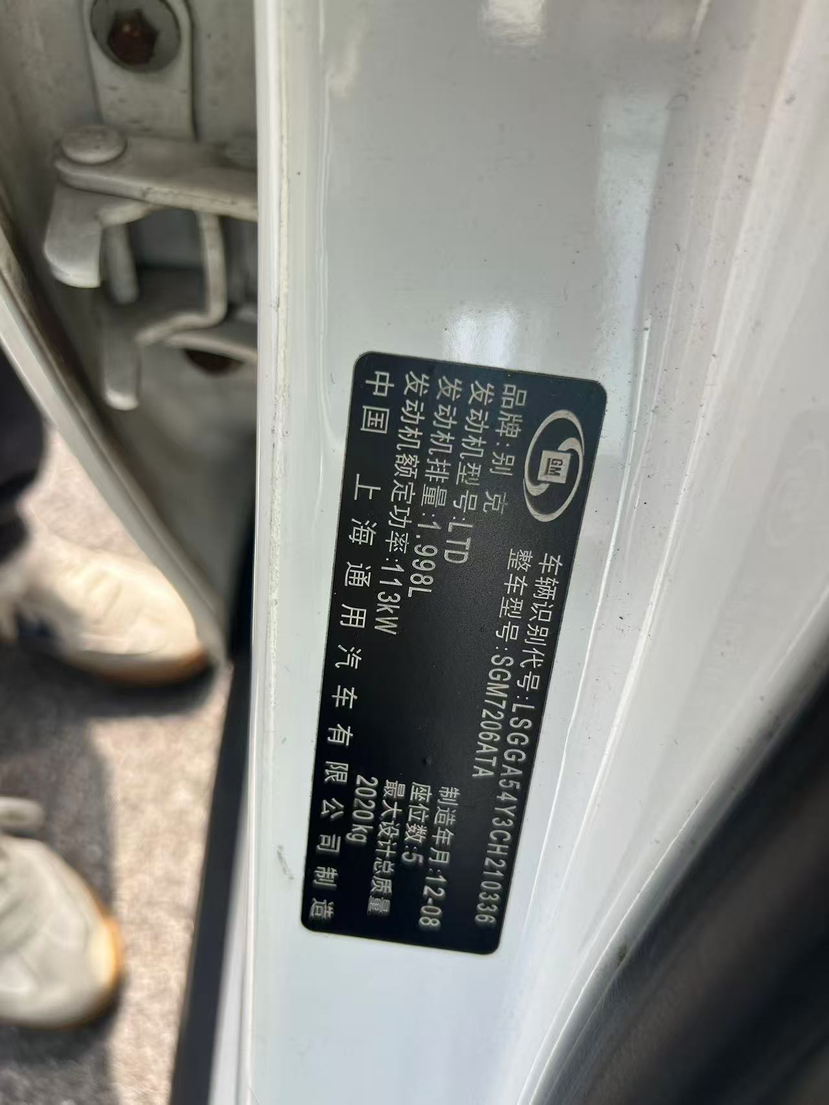 GM
车辆识别代号:LSGGA54Y3CH210336
整车型号:SGM7206ATA
品牌:别克
发动机型号:LTD
发动机排量:1.998L
制造年月:12-08
发动机额定功率:113kW
座位数:5
最大设计总质量
2020kg
中国 上海通用汽车有限公司制造